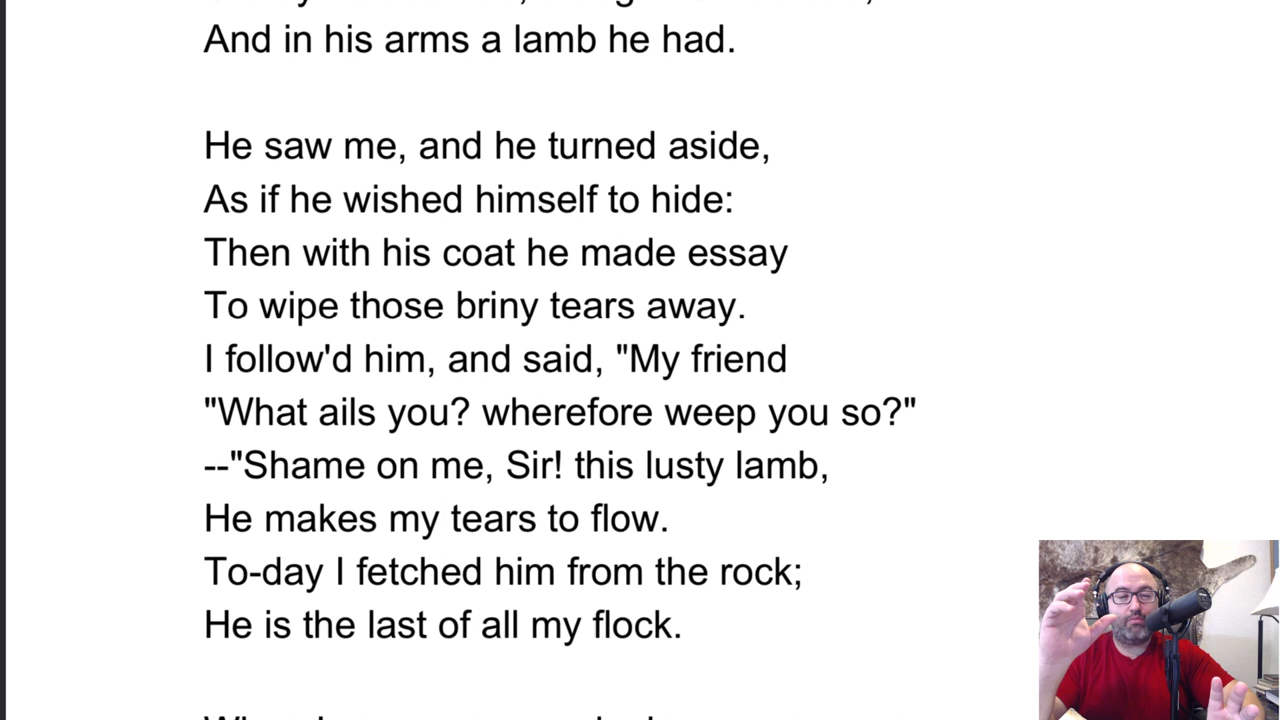 And in his arms a lamb he had.
He saw me, and he turned aside,
As if he wished himself to hide:
Then with his coat he made essay
To wipe those briny tears away.
I follow'd him, and said, "My friend
"What ails you? wherefore weep you so?"
--"Shame on me, Sir! this lusty lamb,
He makes my tears to flow.
To-day I fetched him from the rock;
He is the last of all my flock.